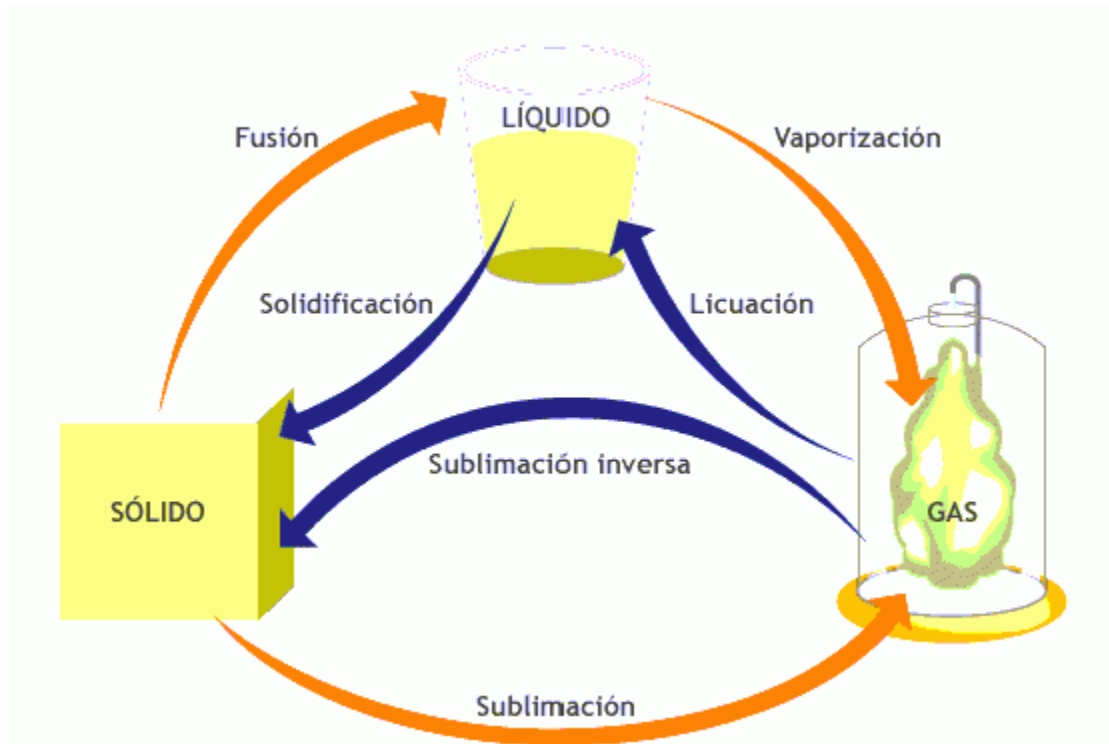 LÍQUIDO
Fusión
Vaporización
Solidificación
Licuación
Sublimación inversa
SÓLIDO
GAS
Sublimación